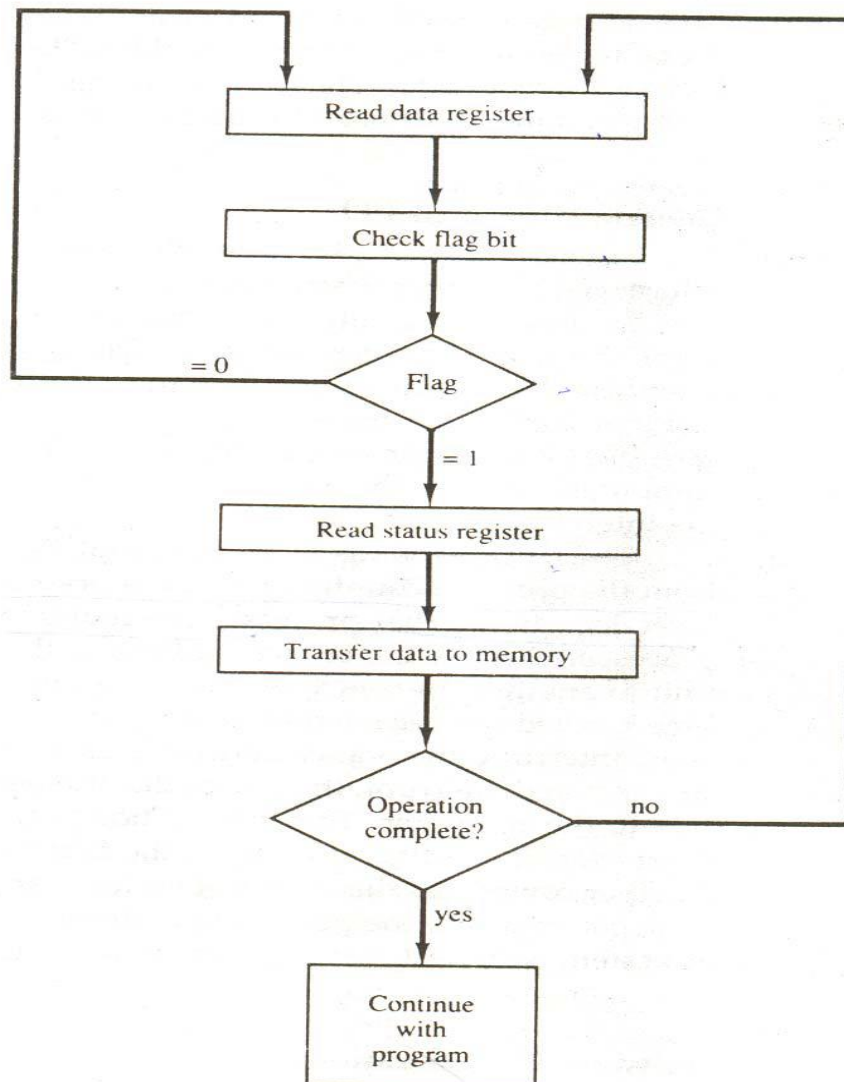 Read data register
Check flag bit
= 0
Flag
= 1
Read status register
Transfer data to memory
Operation
complete?
no
yes
Continue
with
program